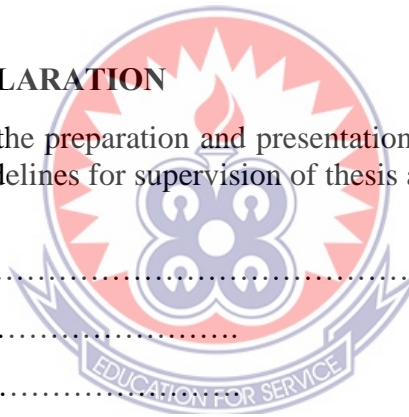 LARATION
the preparation and presentation
delines for supervision of thesis a
……………………………………
…………………………….
…………………………….
EDUCATION FOR SERVICE